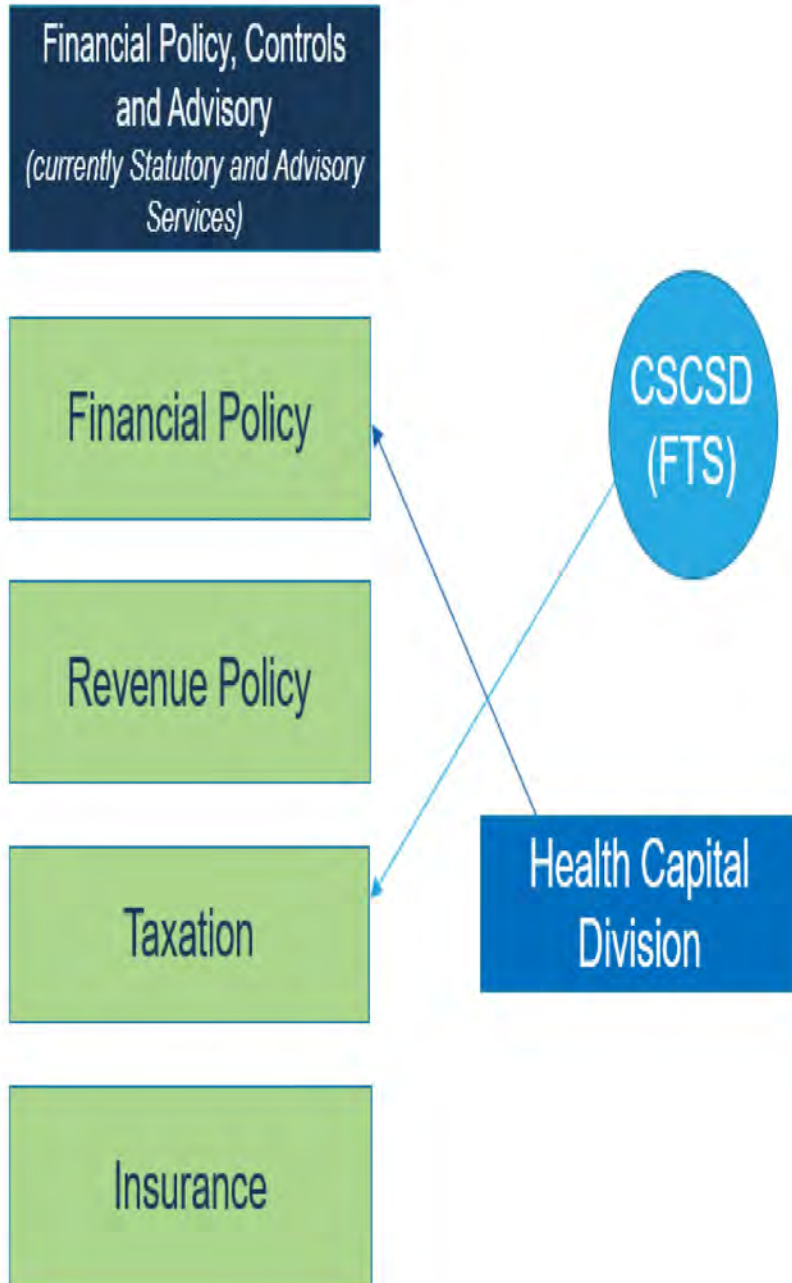 Financial Policy, Controls
and Advisory
(currently Statutory and Advisory
Services)
Financial Policy
CSCSD
(FTS)
Revenue Policy
Taxation
Health Capital
Division
Insurance